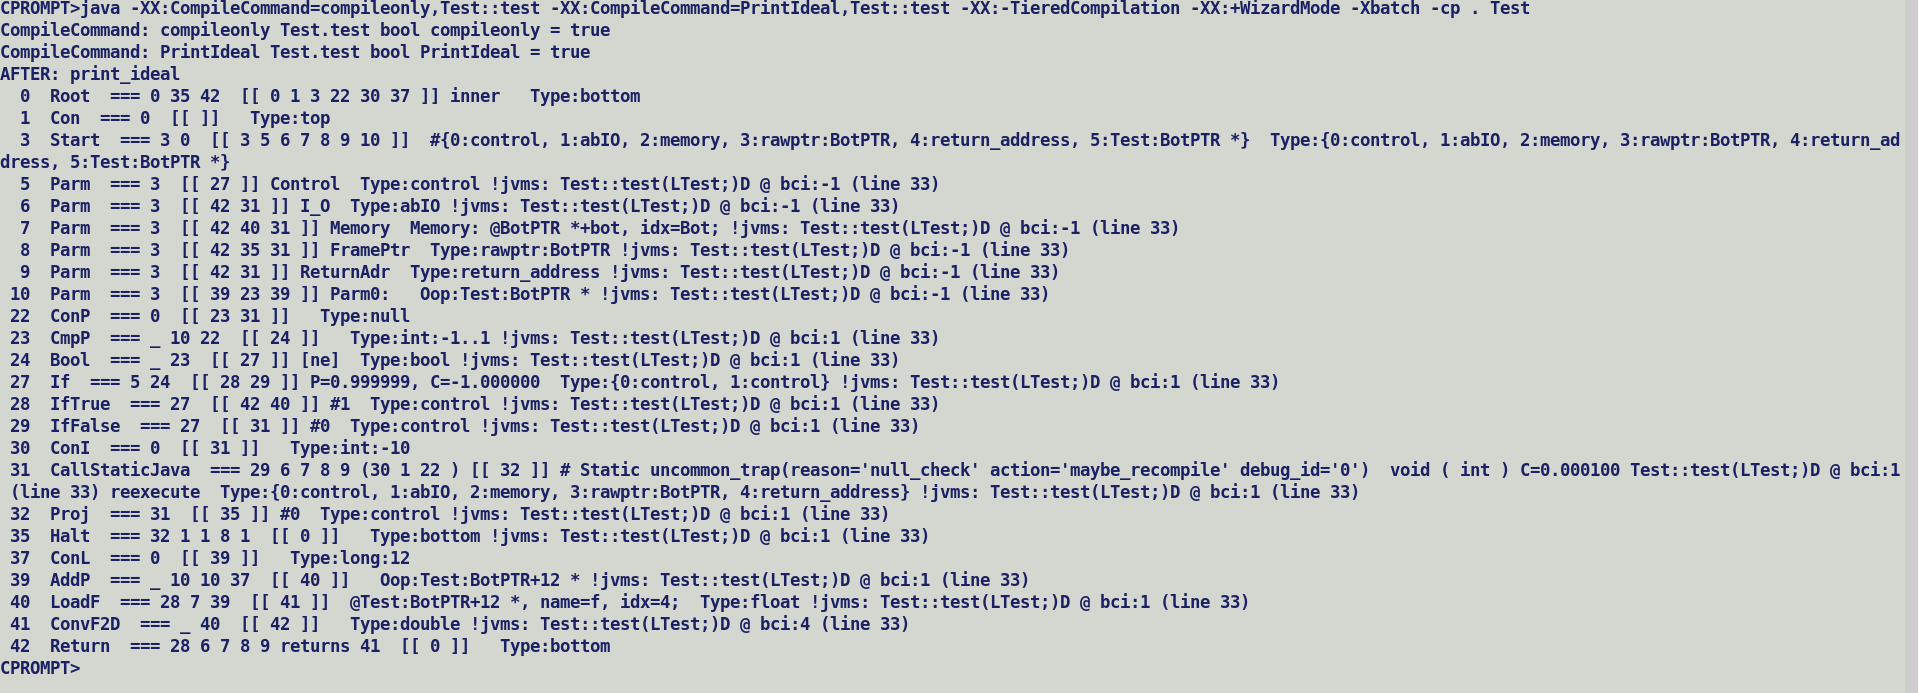 CPROMPT>java -XX:CompileCommand=compileonly,Test::test -XX:CompileCommand=PrintIdeal,Test::test -XX:-TieredCompilation -XX:+WizardMode -Xbatch -cp . Test
CompileCommand: compileonly Test.test bool compileonly = true
CompileCommand: PrintIdeal Test.test bool PrintIdeal = true
AFTER: print_ideal
  0  Root  === 0 35 42  [[ 0 1 3 22 30 37 ]] inner   Type:bottom
  1  Con  === 0  [[ ]]   Type:top
  3  Start  === 3 0  [[ 3 5 6 7 8 9 10 ]]  #{0:control, 1:abIO, 2:memory, 3:rawptr:BotPTR, 4:return_address, 5:Test:BotPTR *}  Type:{0:control, 1:abIO, 2:memory, 3:rawptr:BotPTR, 4:return_ad
dress, 5:Test:BotPTR *}
  5  Parm  === 3  [[ 27 ]] Control  Type:control !jvms: Test::test(LTest;)D @ bci:-1 (line 33)
  6  Parm  === 3  [[ 42 31 ]] I_O  Type:abIO !jvms: Test::test(LTest;)D @ bci:-1 (line 33)
  7  Parm  === 3  [[ 42 40 31 ]] Memory  Memory: @BotPTR *+bot, idx=Bot; !jvms: Test::test(LTest;)D @ bci:-1 (line 33)
  8  Parm  === 3  [[ 42 35 31 ]] FramePtr  Type:rawptr:BotPTR !jvms: Test::test(LTest;)D @ bci:-1 (line 33)
  9  Parm  === 3  [[ 42 31 ]] ReturnAdr  Type:return_address !jvms: Test::test(LTest;)D @ bci:-1 (line 33)
 10  Parm  === 3  [[ 39 23 39 ]] Parm0:   Oop:Test:BotPTR * !jvms: Test::test(LTest;)D @ bci:-1 (line 33)
 22  ConP  === 0  [[ 23 31 ]]   Type:null
 23  CmpP  === _ 10 22  [[ 24 ]]   Type:int:-1..1 !jvms: Test::test(LTest;)D @ bci:1 (line 33)
 24  Bool  === _ 23  [[ 27 ]] [ne]  Type:bool !jvms: Test::test(LTest;)D @ bci:1 (line 33)
 27  If  === 5 24  [[ 28 29 ]] P=0.999999, C=-1.000000  Type:{0:control, 1:control} !jvms: Test::test(LTest;)D @ bci:1 (line 33)
 28  IfTrue  === 27  [[ 42 40 ]] #1  Type:control !jvms: Test::test(LTest;)D @ bci:1 (line 33)
 29  IfFalse  === 27  [[ 31 ]] #0  Type:control !jvms: Test::test(LTest;)D @ bci:1 (line 33)
 30  ConI  === 0  [[ 31 ]]   Type:int:-10
 31  CallStaticJava  === 29 6 7 8 9 (30 1 22 ) [[ 32 ]] # Static uncommon_trap(reason='null_check' action='maybe_recompile' debug_id='0')  void ( int ) C=0.000100 Test::test(LTest;)D @ bci:1
 (line 33) reexecute  Type:{0:control, 1:abIO, 2:memory, 3:rawptr:BotPTR, 4:return_address} !jvms: Test::test(LTest;)D @ bci:1 (line 33)
 32  Proj  === 31  [[ 35 ]] #0  Type:control !jvms: Test::test(LTest;)D @ bci:1 (line 33)
 35  Halt  === 32 1 1 8 1  [[ 0 ]]   Type:bottom !jvms: Test::test(LTest;)D @ bci:1 (line 33)
 37  ConL  === 0  [[ 39 ]]   Type:long:12
 39  AddP  === _ 10 10 37  [[ 40 ]]   Oop:Test:BotPTR+12 * !jvms: Test::test(LTest;)D @ bci:1 (line 33)
 40  LoadF  === 28 7 39  [[ 41 ]]  @Test:BotPTR+12 *, name=f, idx=4;  Type:float !jvms: Test::test(LTest;)D @ bci:1 (line 33)
 41  ConvF2D  === _ 40  [[ 42 ]]   Type:double !jvms: Test::test(LTest;)D @ bci:4 (line 33)
 42  Return  === 28 6 7 8 9 returns 41  [[ 0 ]]   Type:bottom
CPROMPT>